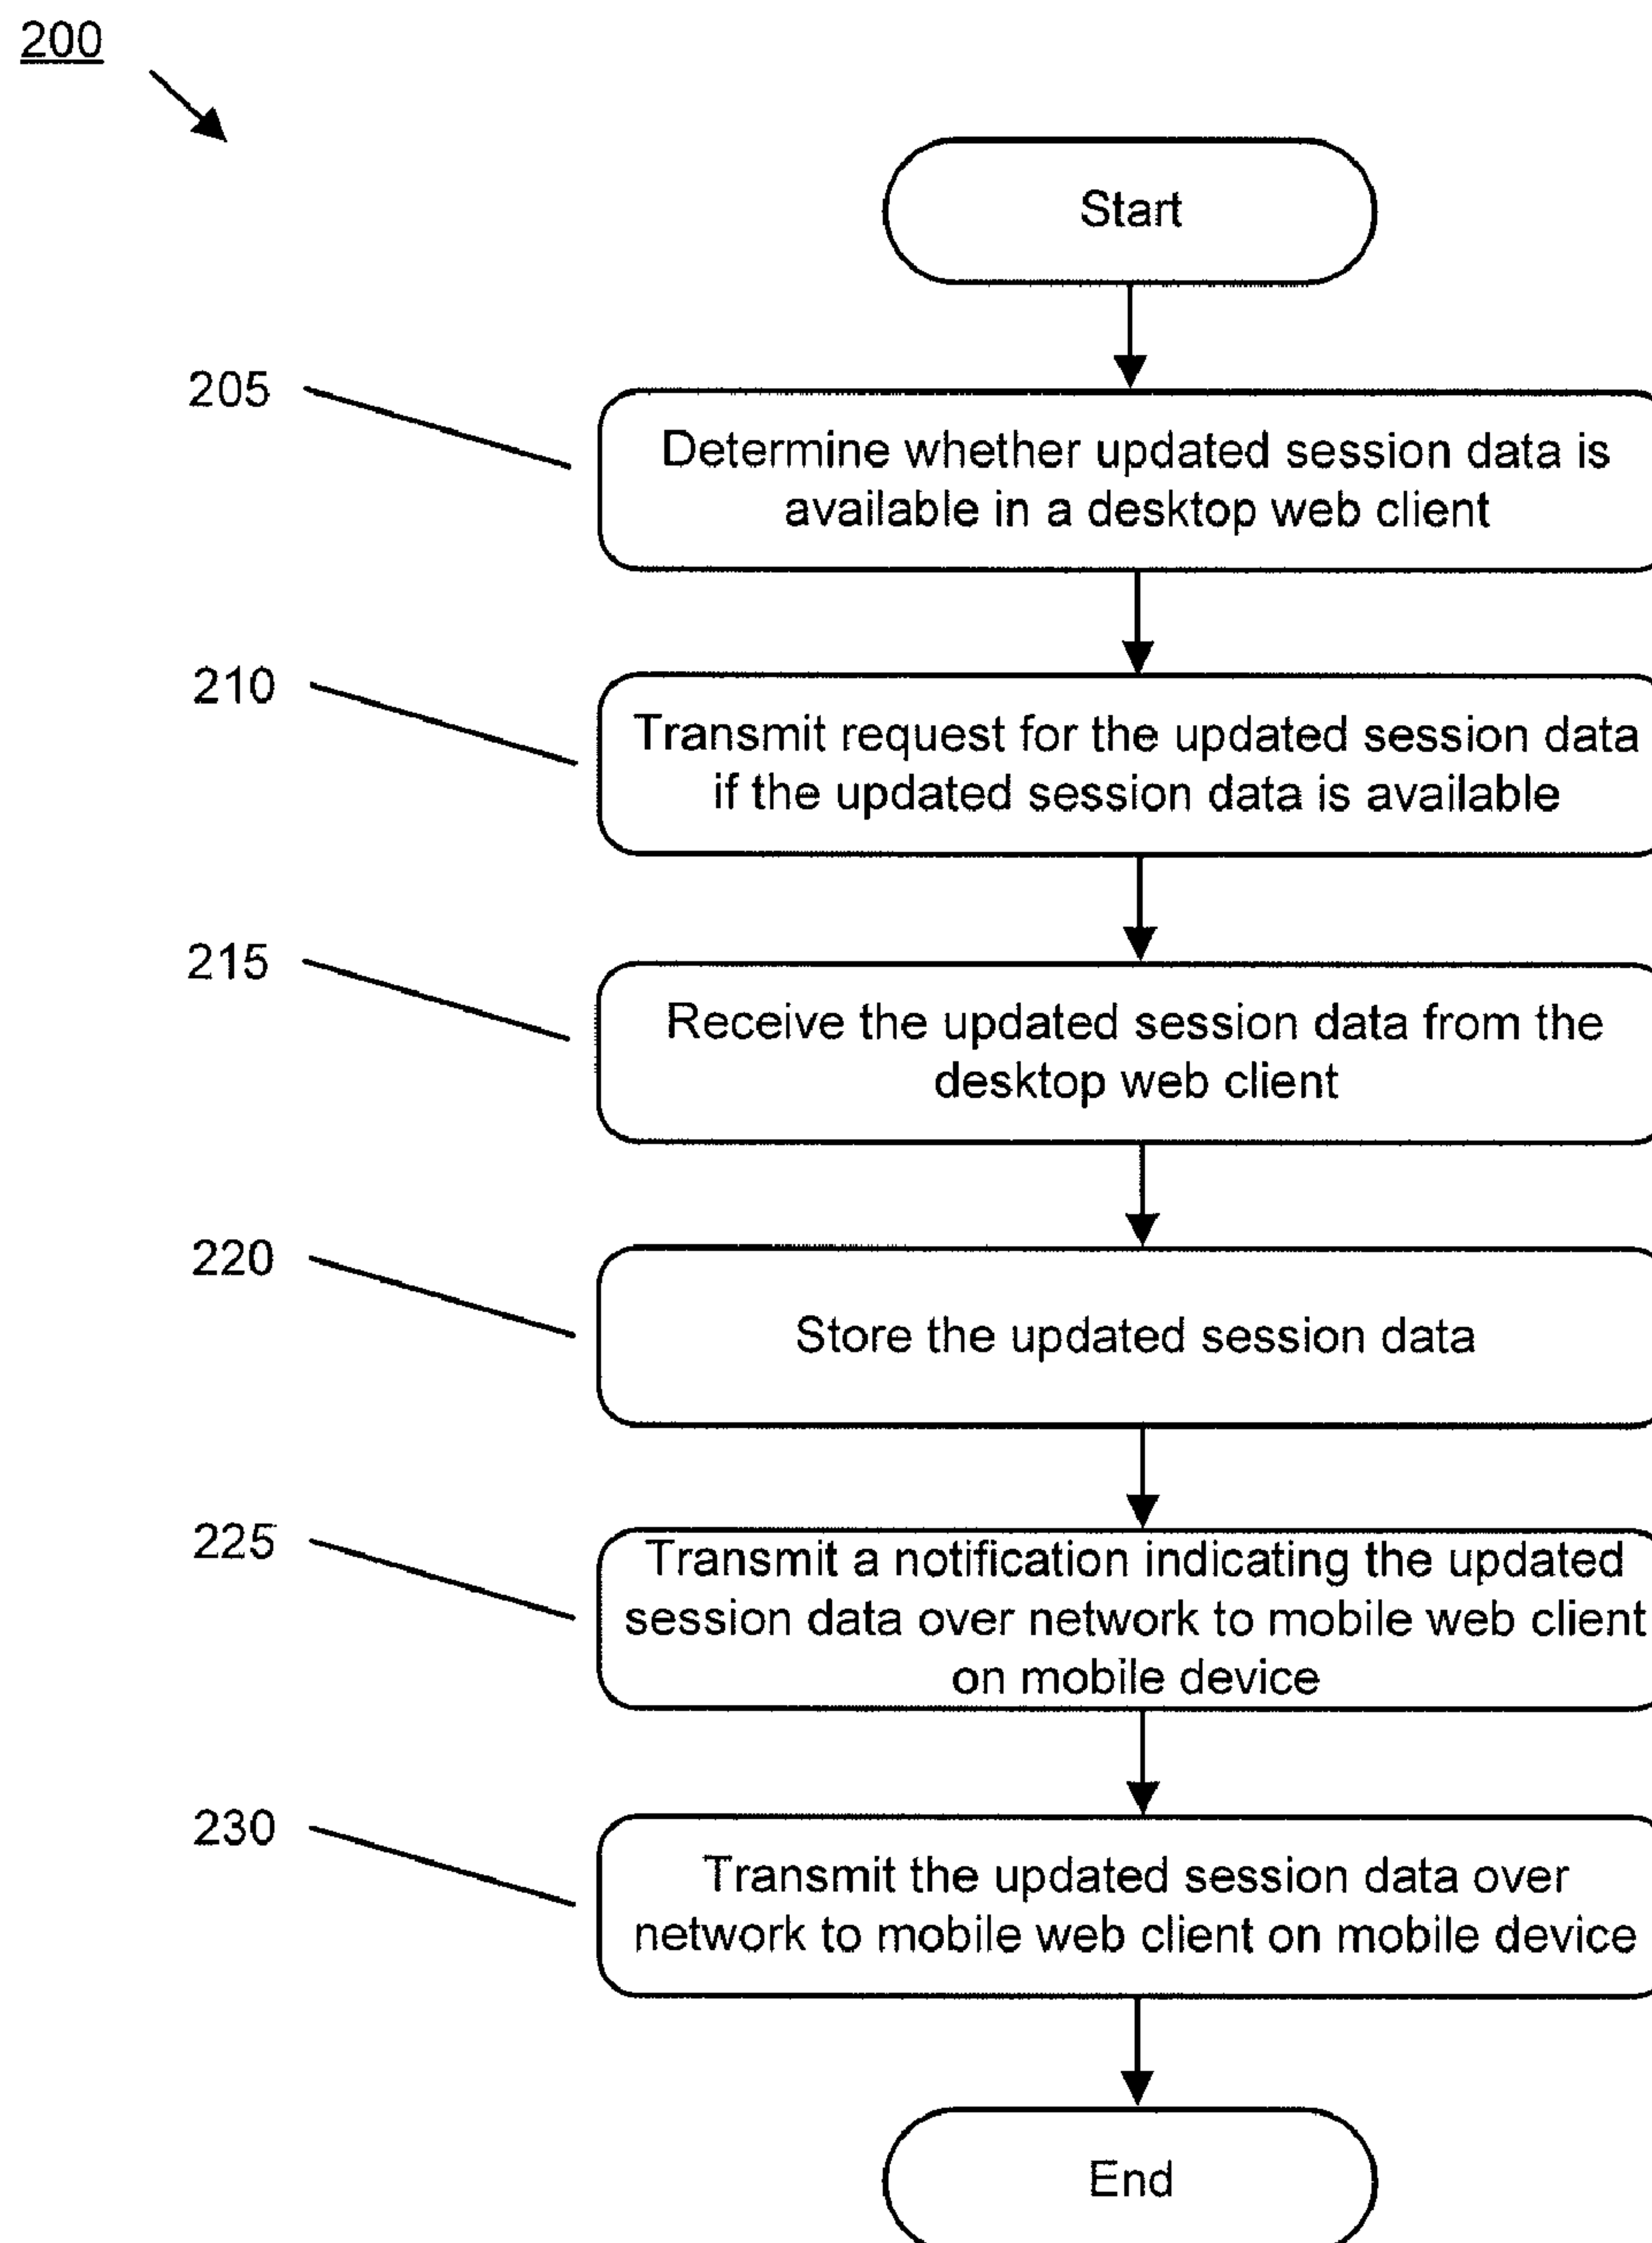 200
Start
205
Determine whether updated session data is
available in a desktop web client
210
Transmit request for the updated session data
if the updated session data is available
215
Receive the updated session data from the
desktop web client
220
Store the updated session data
225
Transmit a notification indicating the updated
session data over network to mobile web client
on mobile device
230
Transmit the updated session data over
network to mobile web client on mobile device
End